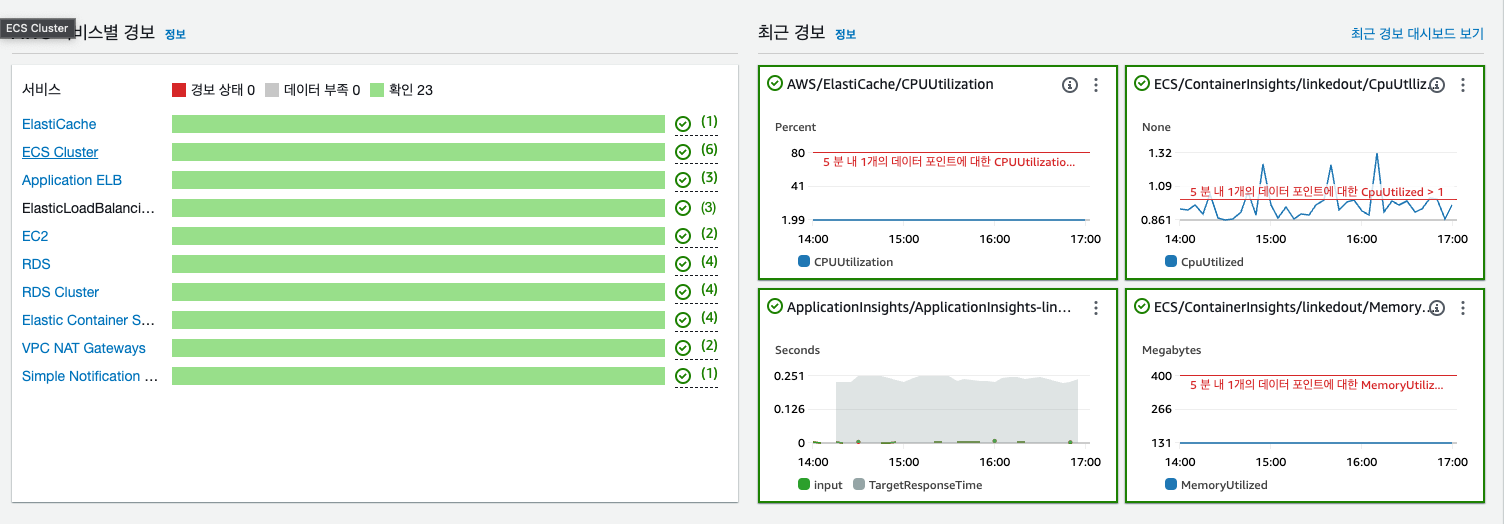 ECS Cluster
서비스별 경보 정보
서비스
경보 상태 0 데이터 부족 0 확인 23
ElastiCache (1)
ECS Cluster (6)
Application ELB (3)
ElasticLoadBalanci... (3)
EC2 (2)
RDS (4)
RDS Cluster (4)
Elastic Container S... (4)
VPC NAT Gateways (2)
Simple Notification ... (1)
최근 경보 정보
최근 경보 대시보드 보기
AWS/ElastiCache/CPUUtilization
Percent
80
5 분 내 1개의 데이터 포인트에 대한 CPUUtilizatio...
41
1.99
14:00 15:00 16:00 17:00
CPUUtilization
ECS/ContainerInsights/linkedout/CpuUtiliz...
None
1.32
1.09
5 분 내 1개의 데이터 포인트에 대한 CpuUtilized > 1
0.861
14:00 15:00 16:00 17:00
CpuUtilized
ApplicationInsights/ApplicationInsights-lin...
Seconds
0.251
0.126
0
14:00 15:00 16:00 17:00
input TargetResponseTime
ECS/ContainerInsights/linkedout/Memory...
Megabytes
400
5 분 내 1개의 데이터 포인트에 대한 MemoryUtiliz...
266
131
14:00 15:00 16:00 17:00
MemoryUtilized